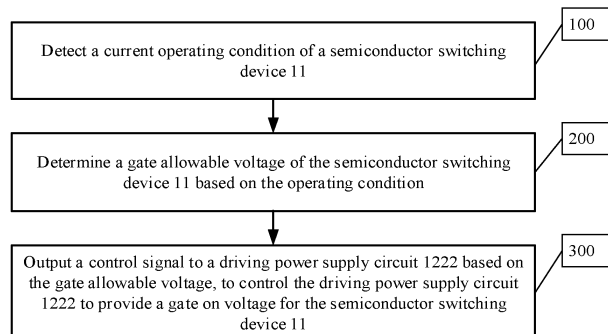 100
Detect a current operating condition of a semiconductor switching
device 11
200
Determine a gate allowable voltage of the semiconductor switching
device 11 based on the operating condition
300
Output a control signal to a driving power supply circuit 1222 based on
the gate allowable voltage, to control the driving power supply circuit
1222 to provide a gate on voltage for the semiconductor switching
device 11